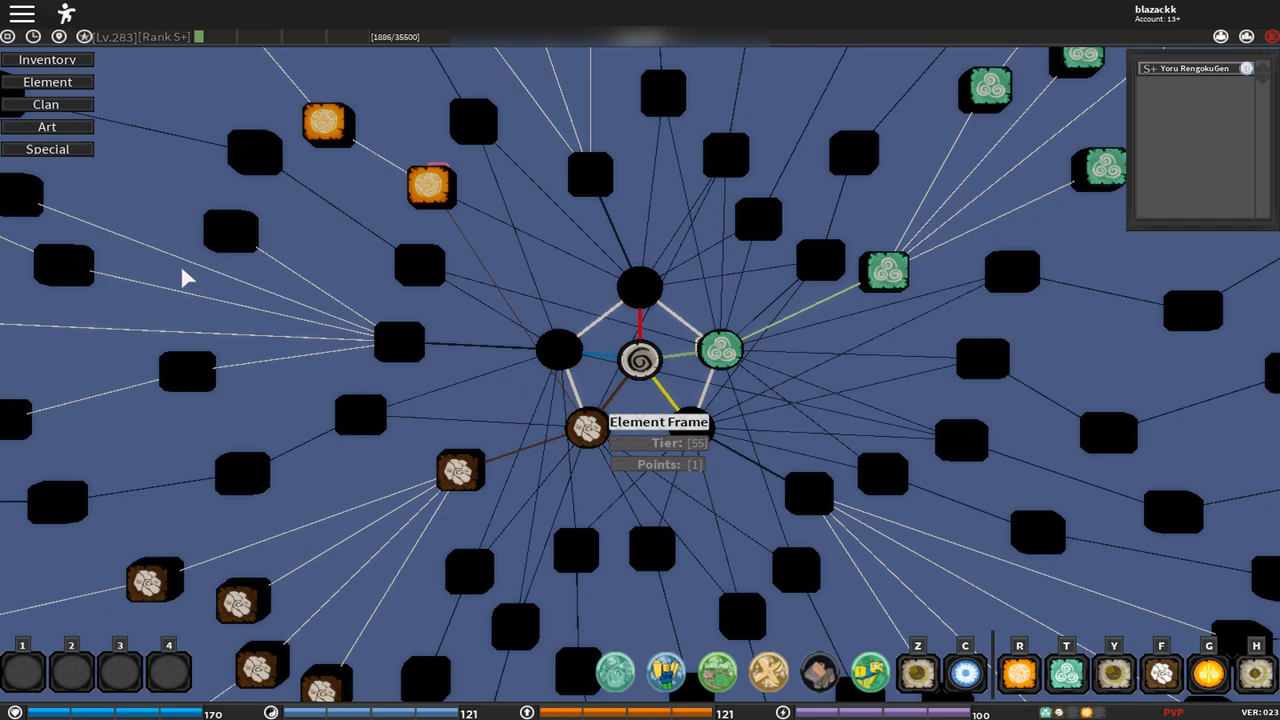 blazackk
Account: 13+
[Lv.283][Rank S+]
[1886/35500]
Inventory
Element
Clan
Art
Special
S+ Yoru RengokuGen
Element Frame
Tier: [55]
Points: [1]
1 2 3 4
Z C R T Y F G H
170
121
121
100
PVP
VER:023